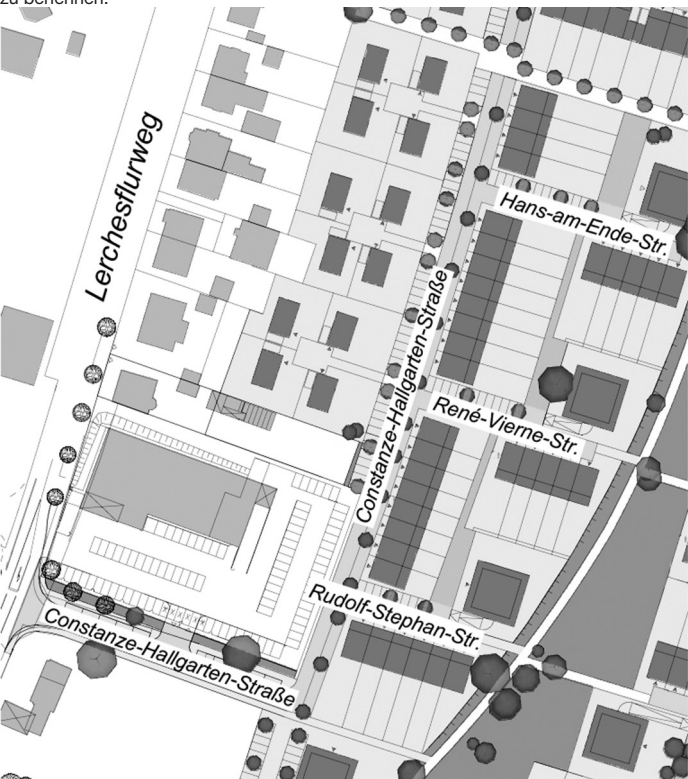 zu benennen.
Lerchesflurweg
Hans-am-Ende-Str.
Constanze-Hallgarten-Straße
René-Vierne-Str.
Rudolf-Stephan-Str.
Constanze-Hallgarten-Straße